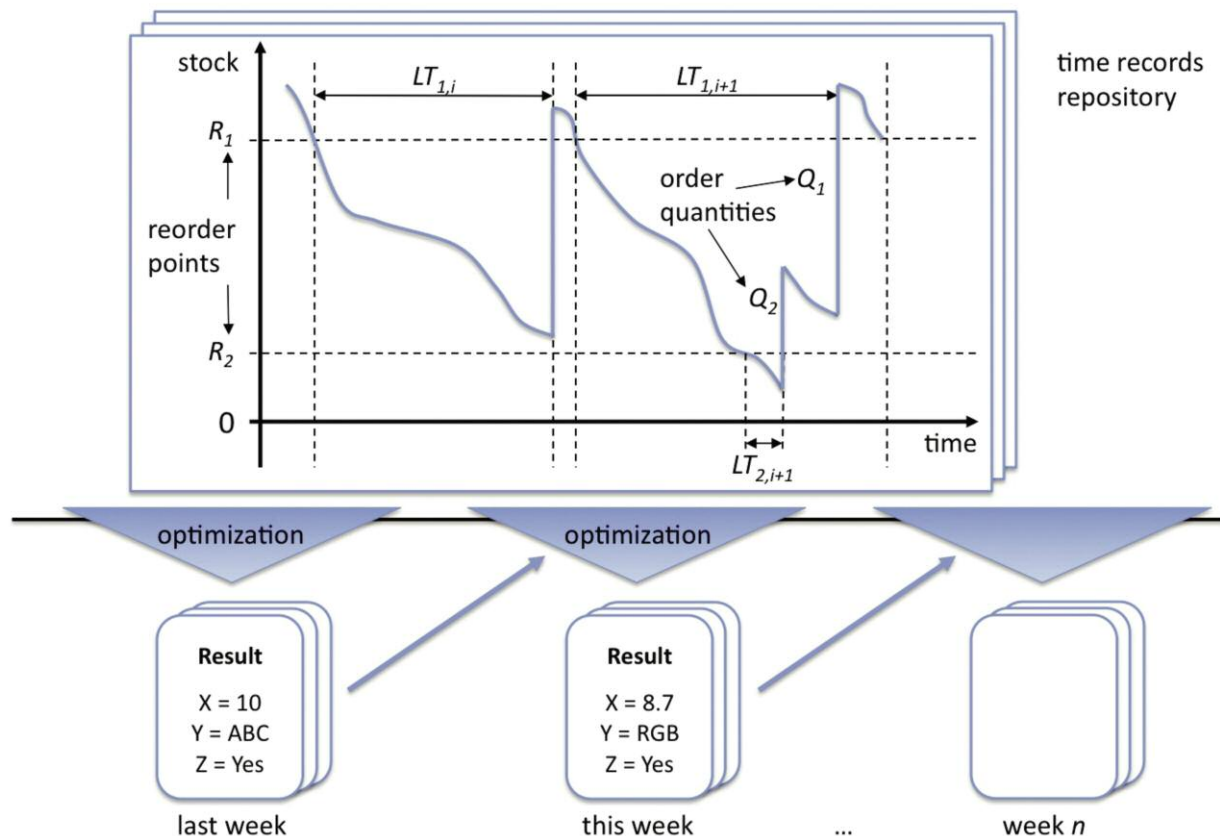 stock
LT1,i
LT1,i+1
time records
repository
R1
order
quantities
Q1
reorder
points
Q2
R2
0
time
LT2,i+1
optimization
optimization
Result
X = 10
Y = ABC
Z = Yes
Result
X = 8.7
Y = RGB
Z = Yes
last week
this week
...
week n